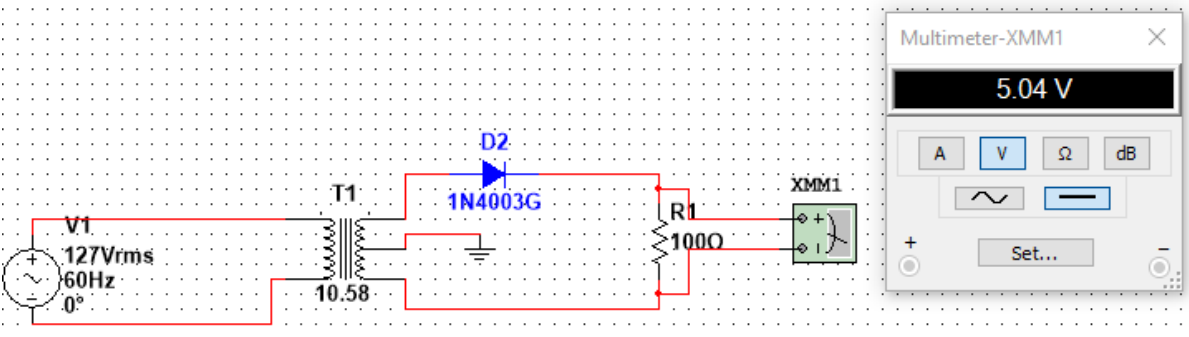 Multimeter-XMM1
5.04 V
A
V
Ω
dB
+
Set...
−
D2
1N4003G
T1
10.58
V1
127Vrms
60Hz
0°
+
−
R1
100Ω
XMM1
+